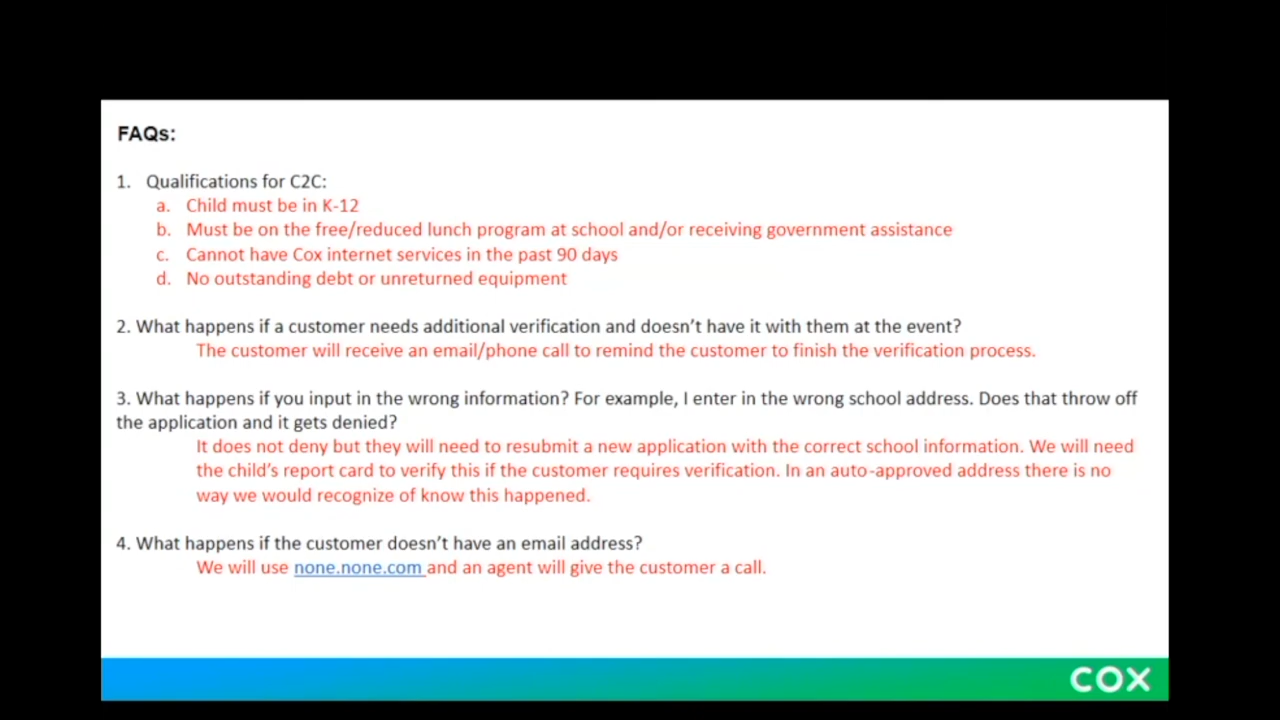 FAQs:
1. Qualifications for C2C:
a. Child must be in K-12
b. Must be on the free/reduced lunch program at school and/or receiving government assistance
c. Cannot have Cox internet services in the past 90 days
d. No outstanding debt or unreturned equipment
2. What happens if a customer needs additional verification and doesn't have it with them at the event?
The customer will receive an email/phone call to remind the customer to finish the verification process.
3. What happens if you input in the wrong information? For example, I enter in the wrong school address. Does that throw off
the application and it gets denied?
It does not deny but they will need to resubmit a new application with the correct school information. We will need
the child's report card to verify this if the customer requires verification. In an auto-approved address there is no
way we would recognize of know this happened.
4. What happens if the customer doesn't have an email address?
We will use none.none.com and an agent will give the customer a call.
COX